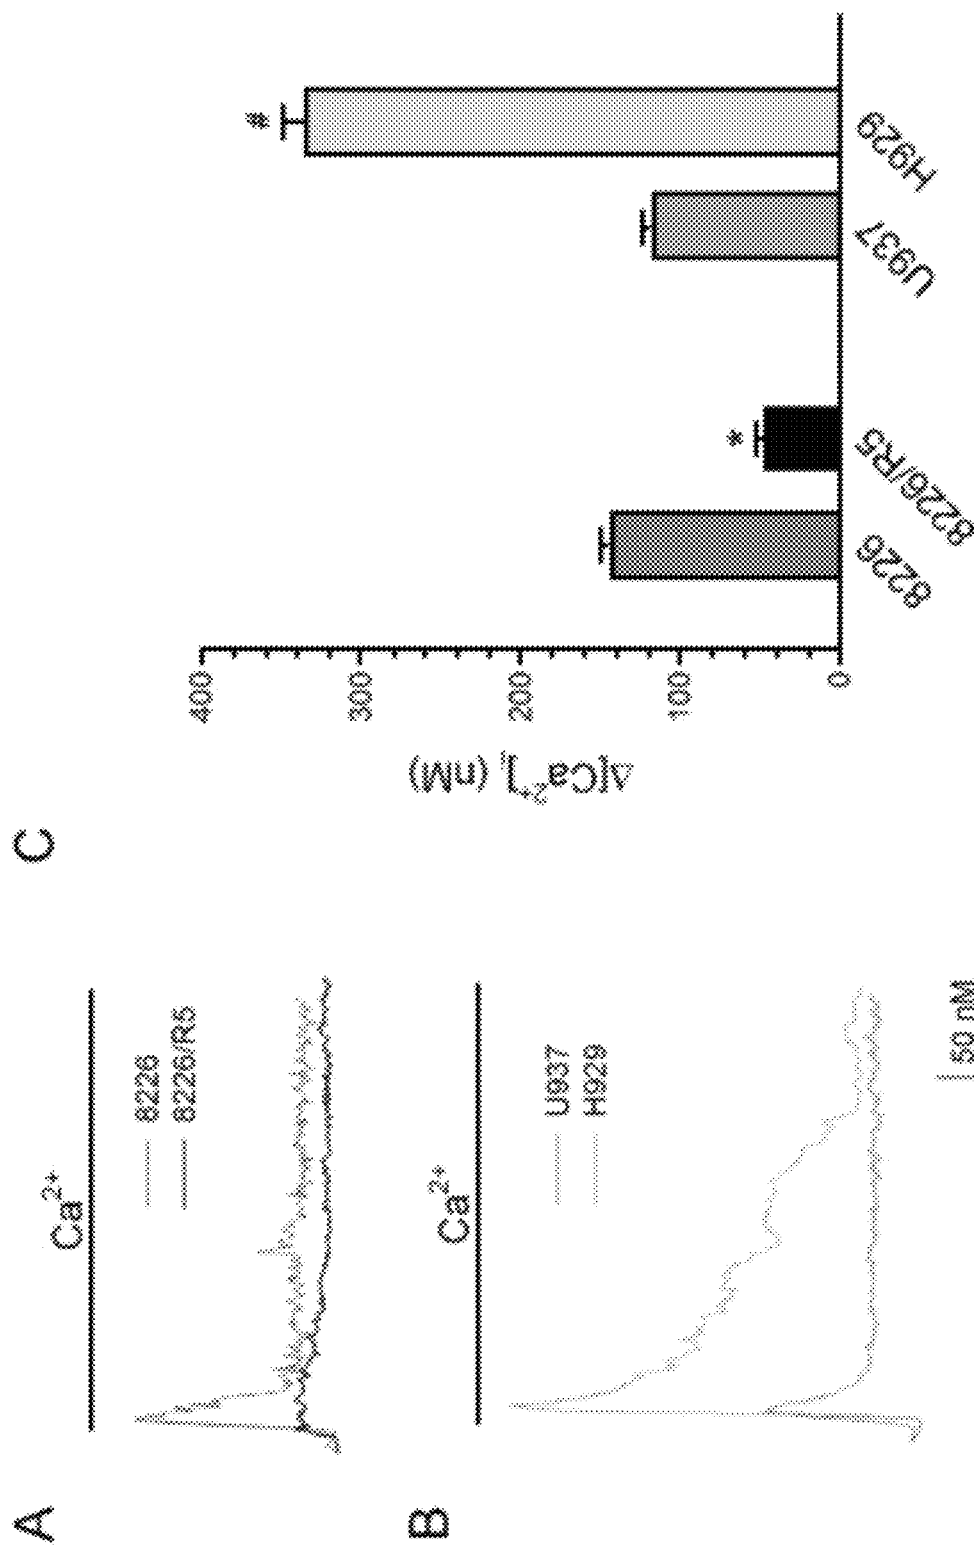 A
Ca2+
8226
8226/R5
B
Ca2+
U937
H929
50 nM
C
Δ[Ca2+]i (nM)
400
300
200
100
0
*
#
8226
8226/R5
U937
H929